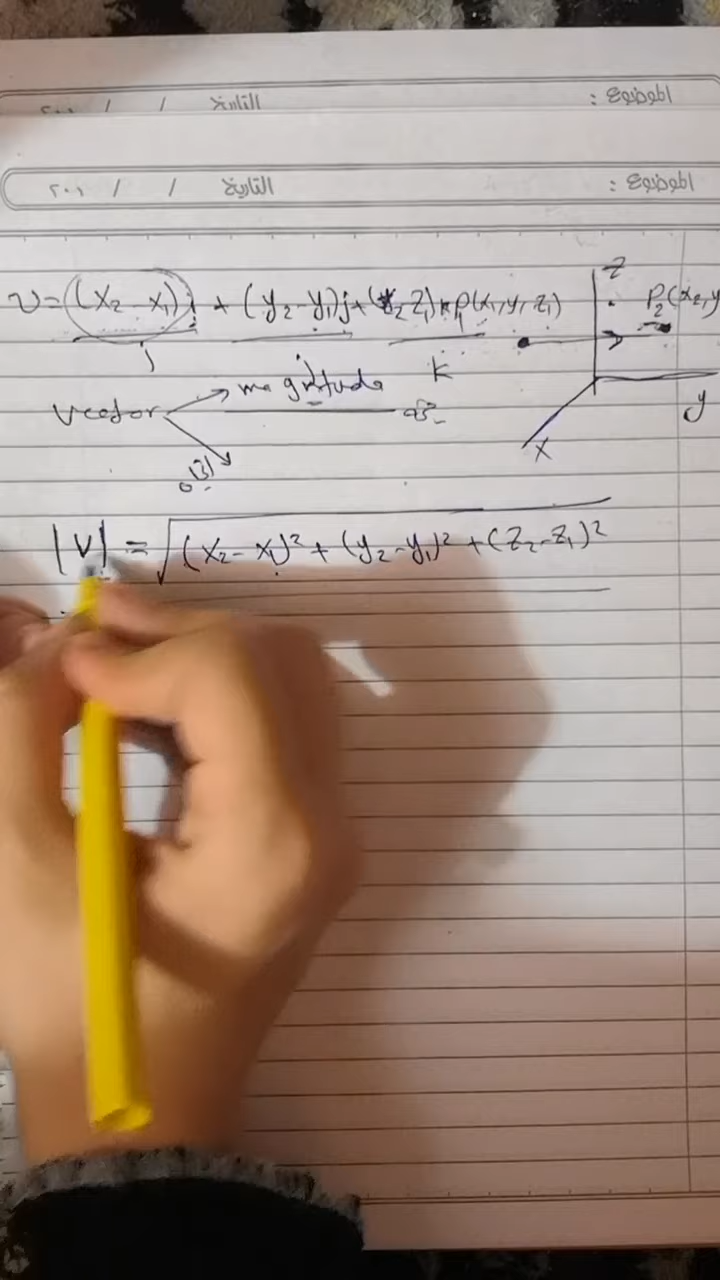 الموضوع : التاريخ / / ٢٠٠
الموضوع : التاريخ / / ٢٠١
v = (x₂ - x₁)i + (y₂ - y₁)j + (z₂ z₁)k P₁(x₁, y₁, z₁) z P₂(x₂, y
j k
vector magnitude y
x
|v| = √(x₂ - x₁)² + (y₂ - y₁)² + (z₂ - z₁)²